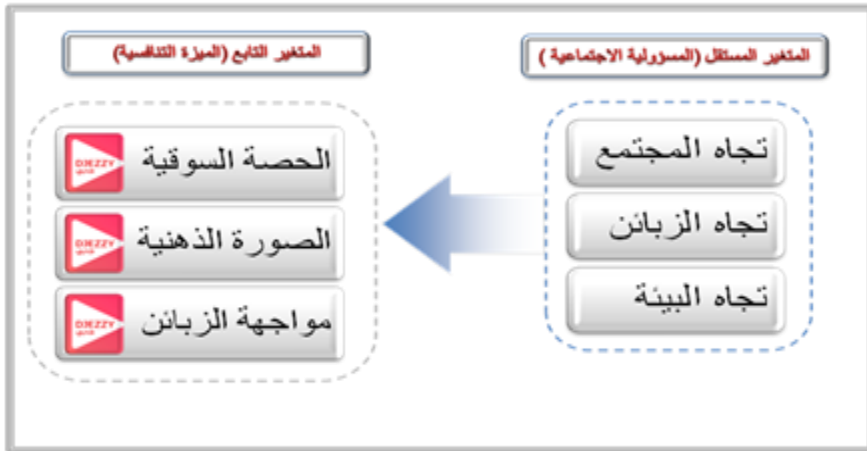 المتغير المستقل (المسؤولية الاجتماعية )
تجاه المجتمع
تجاه الزبائن
تجاه البيئة
المتغير التابع (الميزة التنافسية)
الحصة السوقية
الصورة الذهنية
مواجهة الزبائن